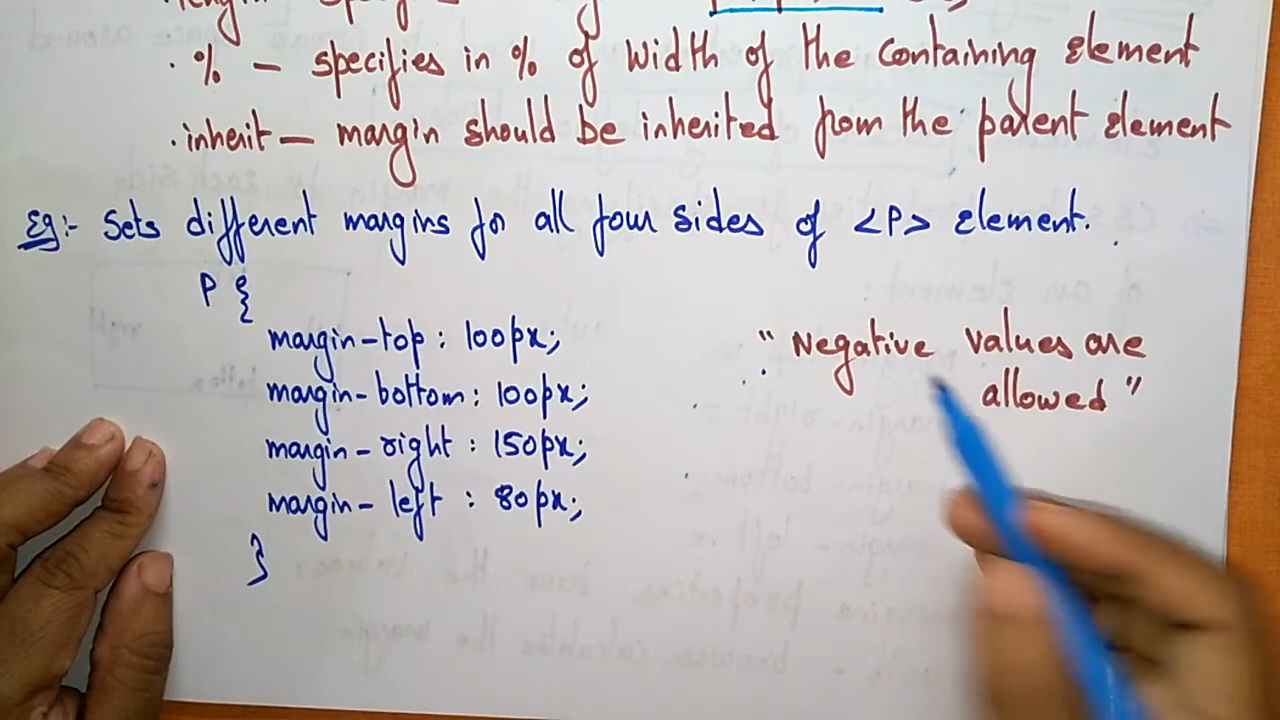 . % – specifies in % of width of the containing element
. inherit – margin should be inherited from the parent element
Eg:- Sets different margins for all four sides of <P> element.
P {
margin-top : 100px;
margin-bottom : 100px;
margin-right : 150px;
margin-left : 80px;
}
" Negative values are
allowed "